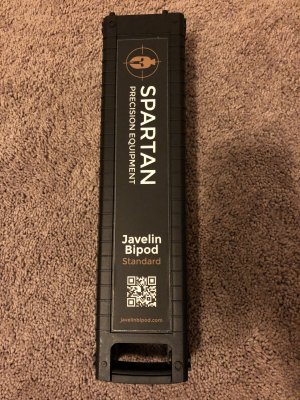 SPARTAN
PRECISION EQUIPMENT
Javelin
Bipod
Standard
javelinbipod.com